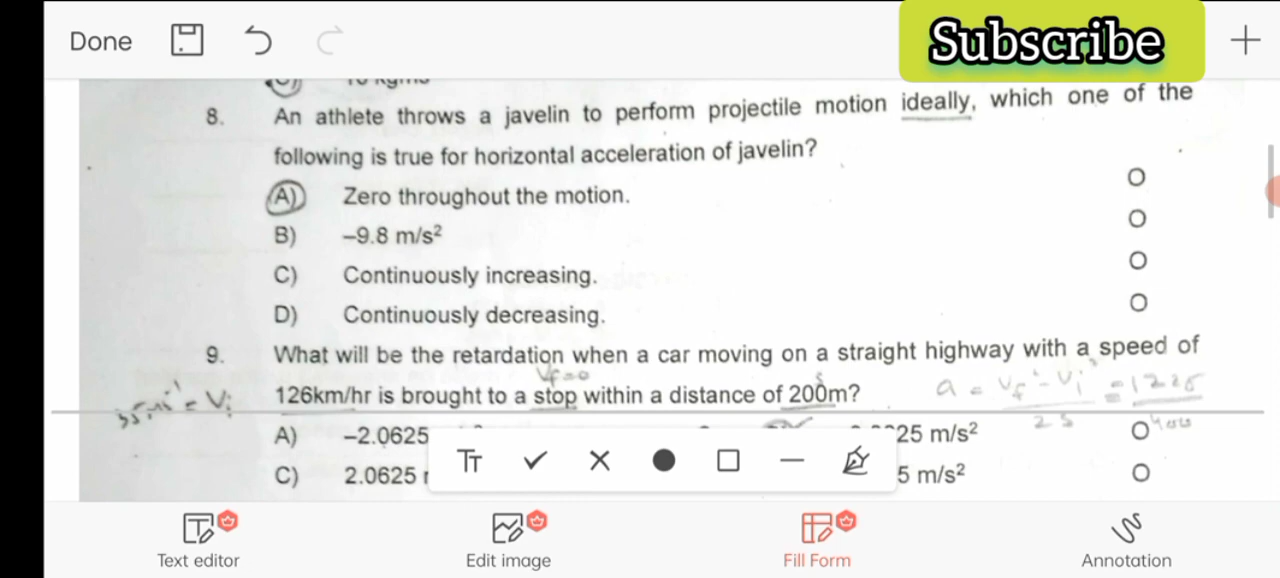 Done
Subscribe
8. An athlete throws a javelin to perform projectile motion ideally, which one of the
following is true for horizontal acceleration of javelin?
A) Zero throughout the motion.
B) –9.8 m/s²
C) Continuously increasing.
D) Continuously decreasing.
9. What will be the retardation when a car moving on a straight highway with a speed of
Vf=0
126km/hr is brought to a stop within a distance of 200m?
A) –2.0625 25 m/s²
C) 2.0625 5 m/s²
Text editor
Edit image
Fill Form
Annotation